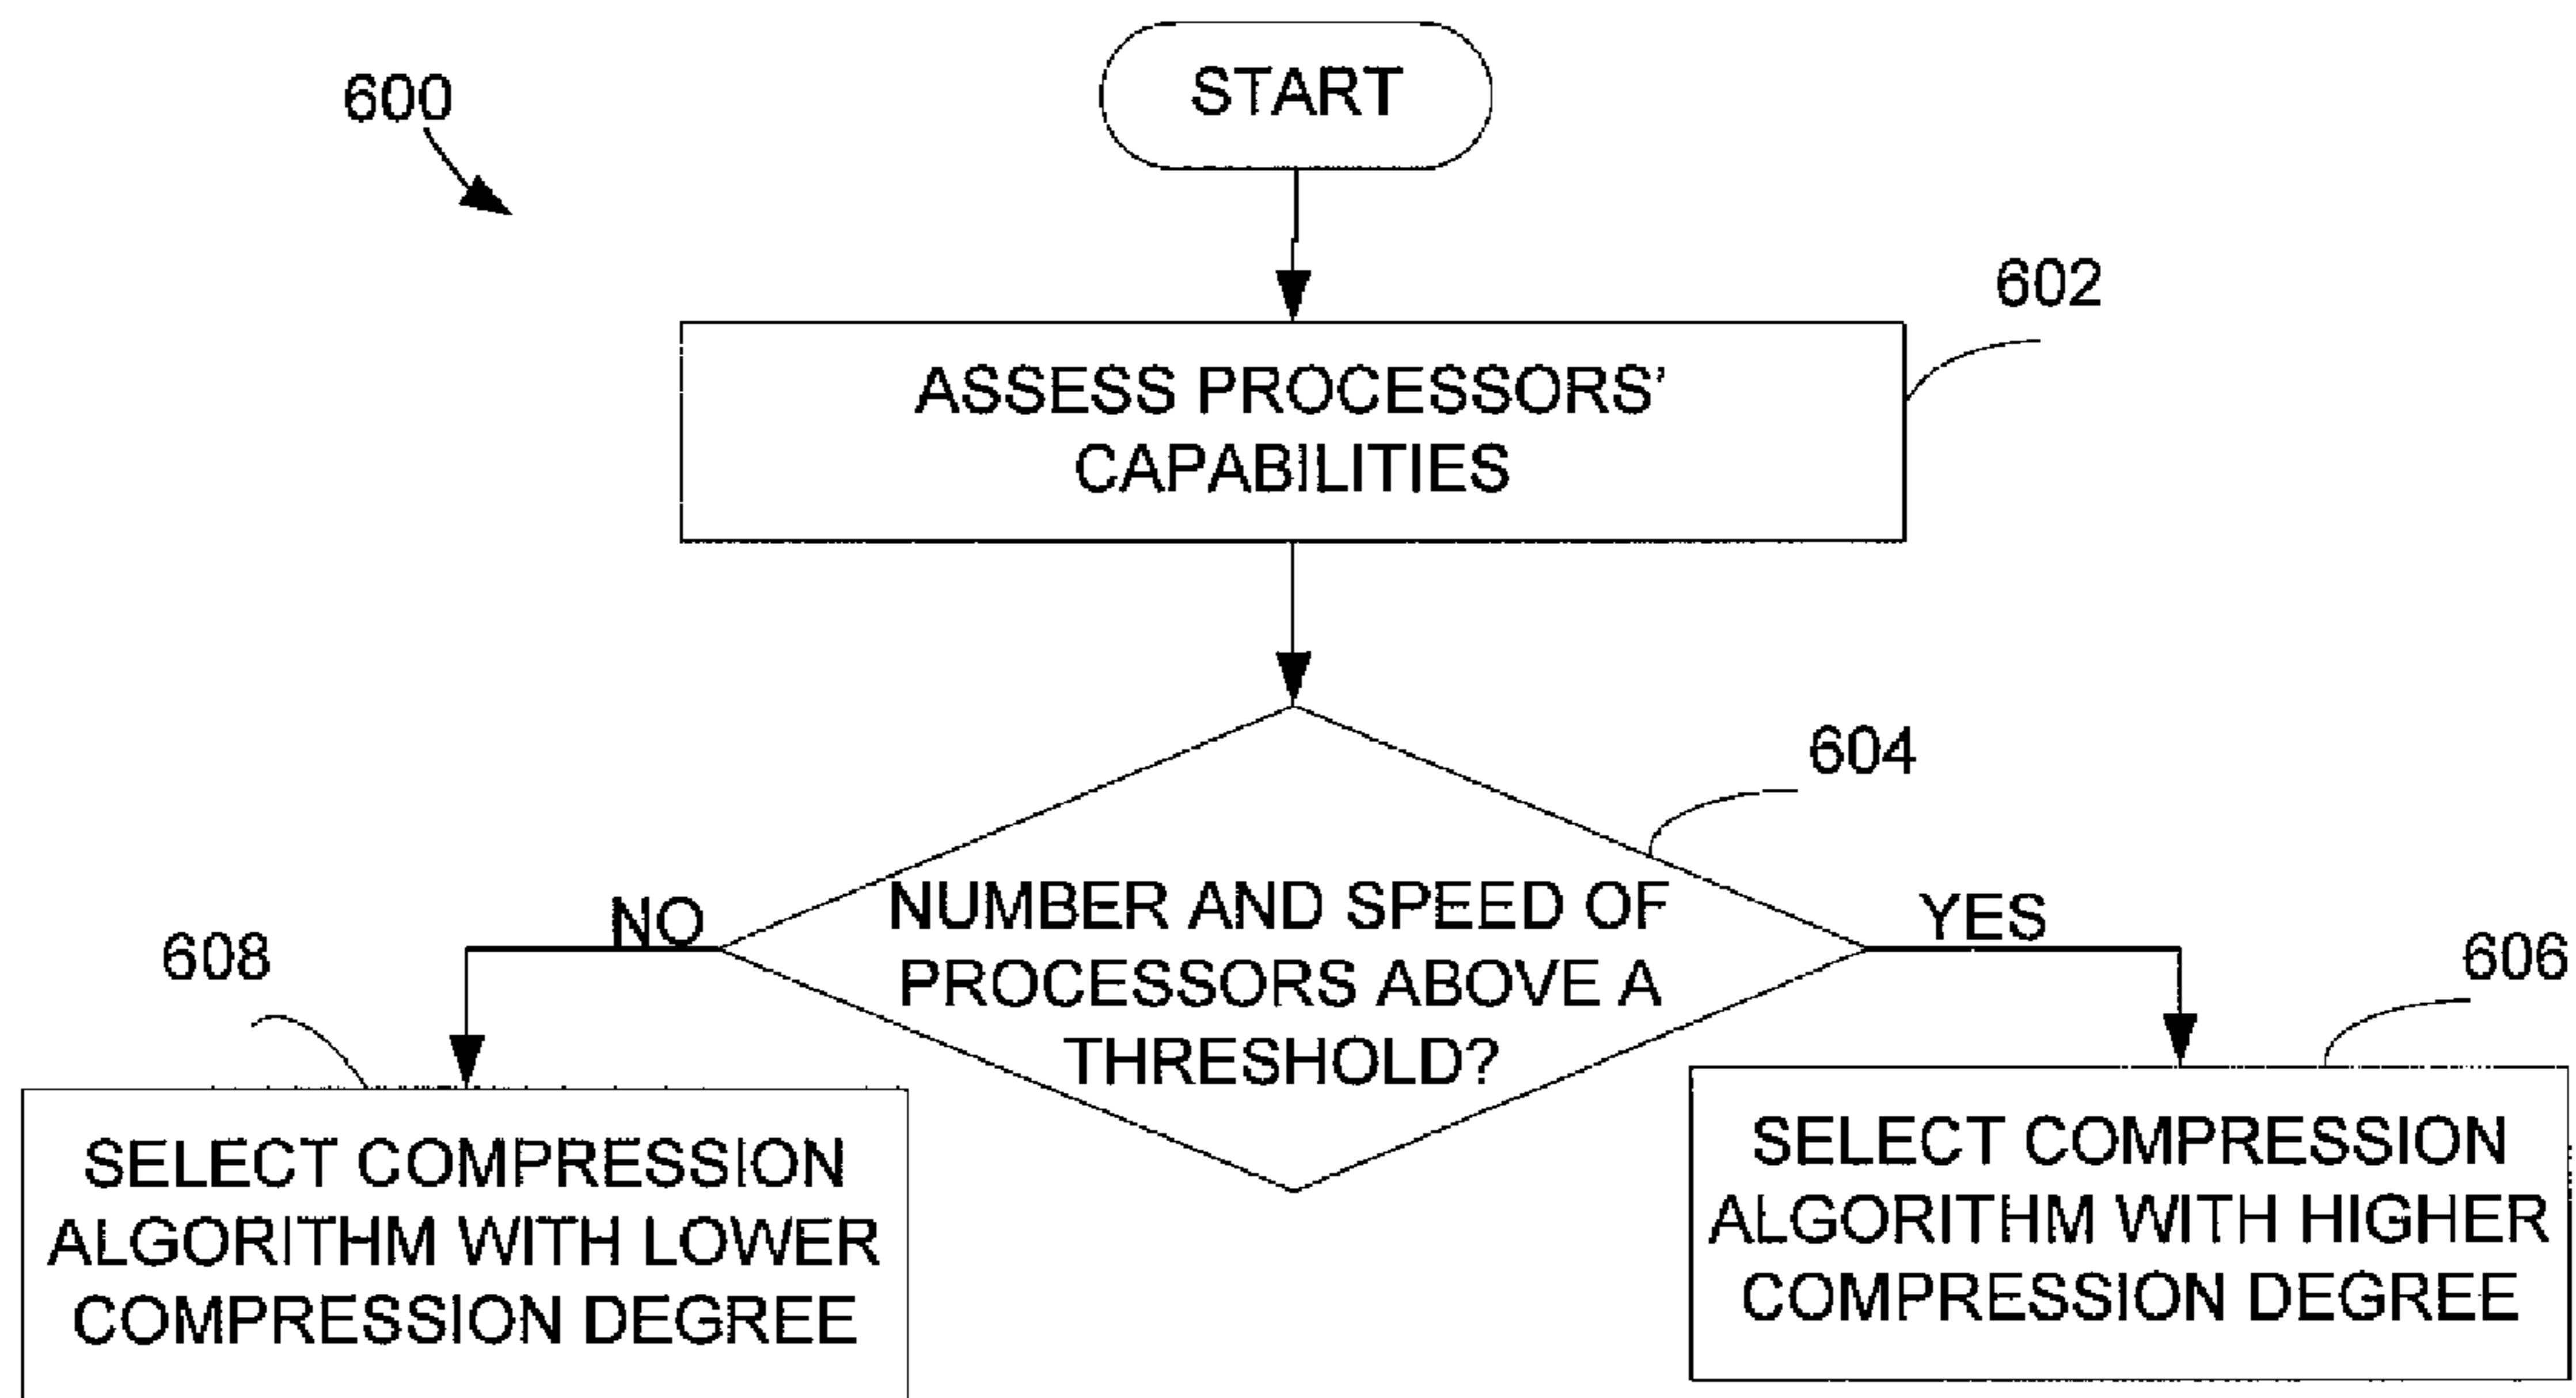 START
600
602
ASSESS PROCESSORS'
CAPABILITIES
604
NUMBER AND SPEED OF
PROCESSORS ABOVE A
THRESHOLD?
NO
YES
608
606
SELECT COMPRESSION
ALGORITHM WITH LOWER
COMPRESSION DEGREE
SELECT COMPRESSION
ALGORITHM WITH HIGHER
COMPRESSION DEGREE